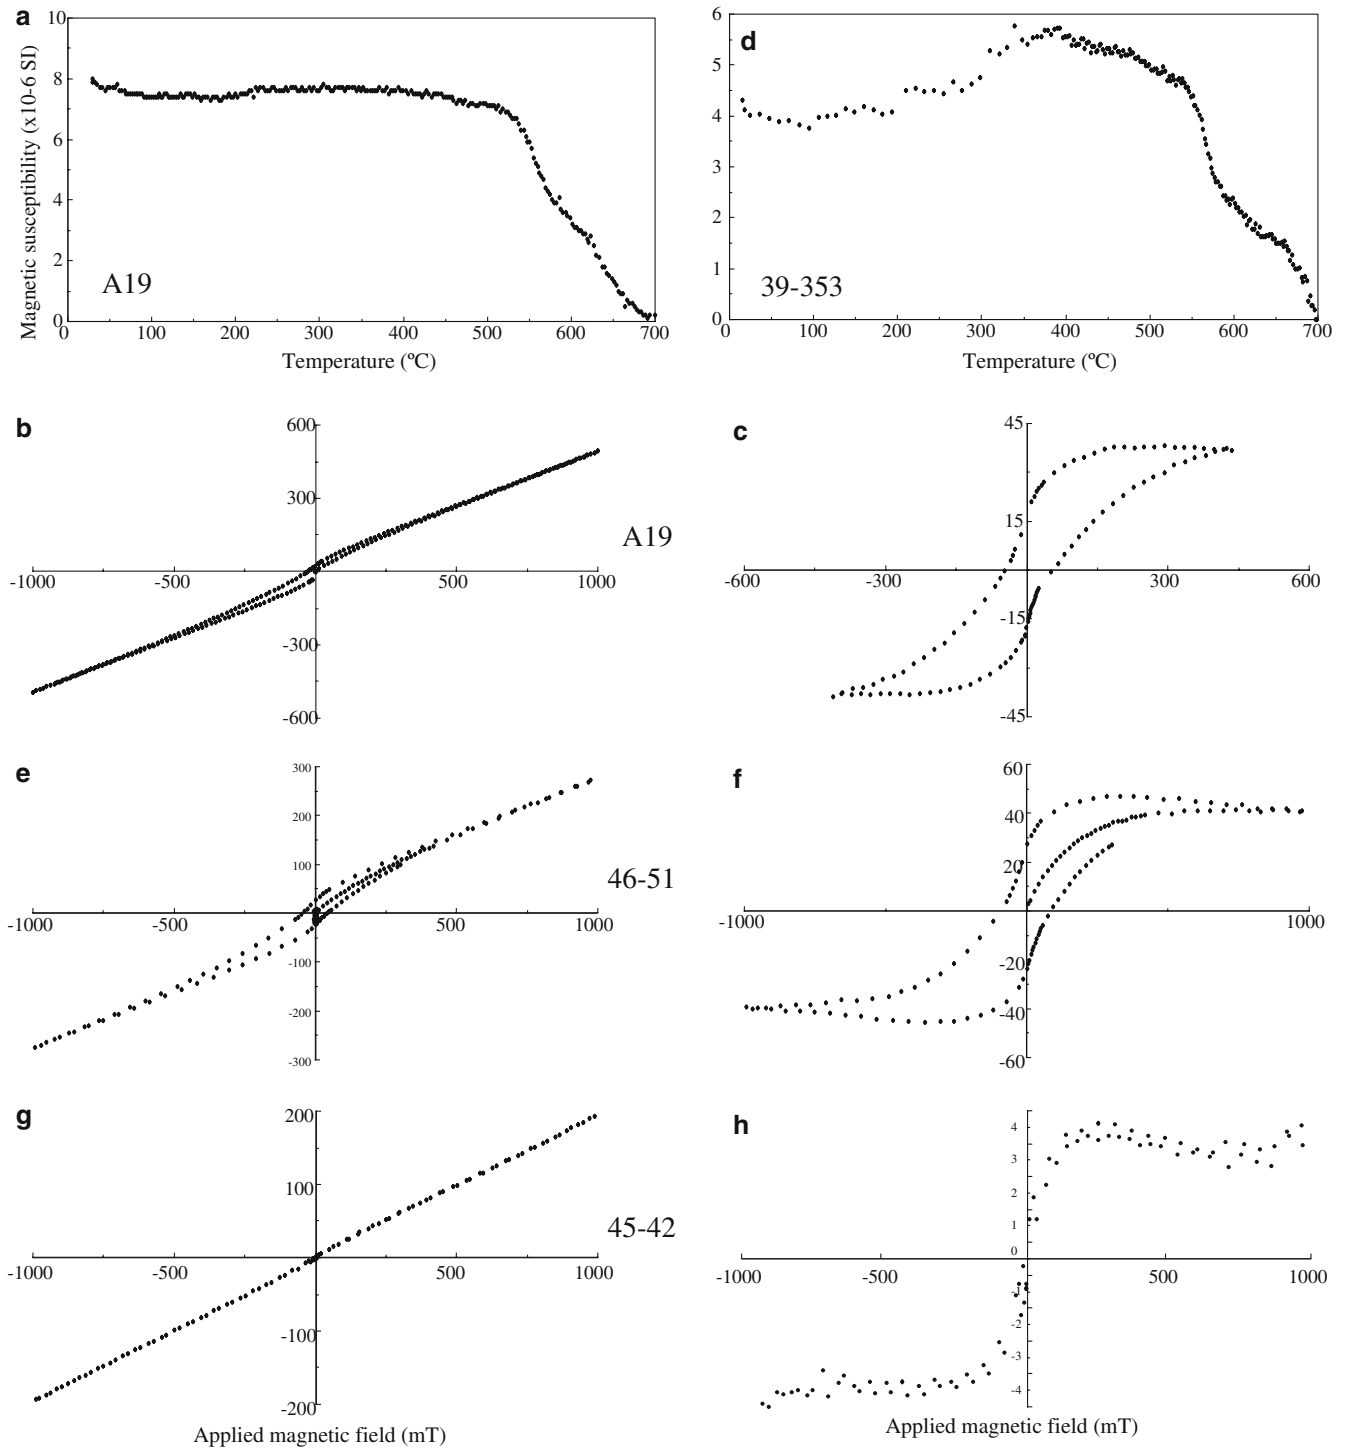 a
10
8
6
4
2
0
Magnetic susceptibility (x10-6 SI)
A19
0 100 200 300 400 500 600 700
Temperature (ºC)
d
6
5
4
3
2
1
0
39-353
0 100 200 300 400 500 600 700
Temperature (ºC)
b
600
300
A19
-1000 -500 500 1000
-300
-600
c
45
15
-600 -300 300 600
-15
-45
e
300
200
100
46-51
-1000 -500 500 1000
-100
-200
-300
f
60
40
20
-1000 1000
-20
-40
-60
g
200
100
45-42
-1000 -500 500 1000
-100
-200
Applied magnetic field (mT)
h
4
3
2
1
0
-1000 -500 500 1000
-1
-2
-3
-4
Applied magnetic field (mT)